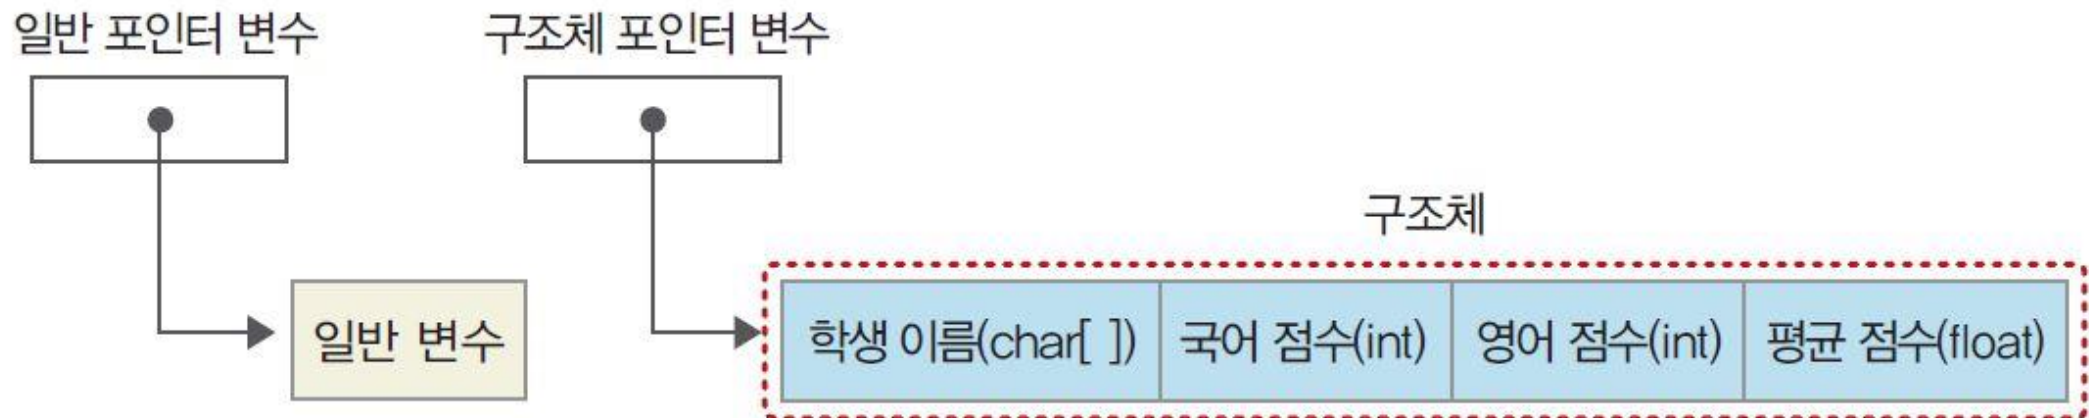 일반 포인터 변수
구조체 포인터 변수
구조체
일반 변수
학생 이름(char[ ])
국어 점수(int)
영어 점수(int)
평균 점수(float)